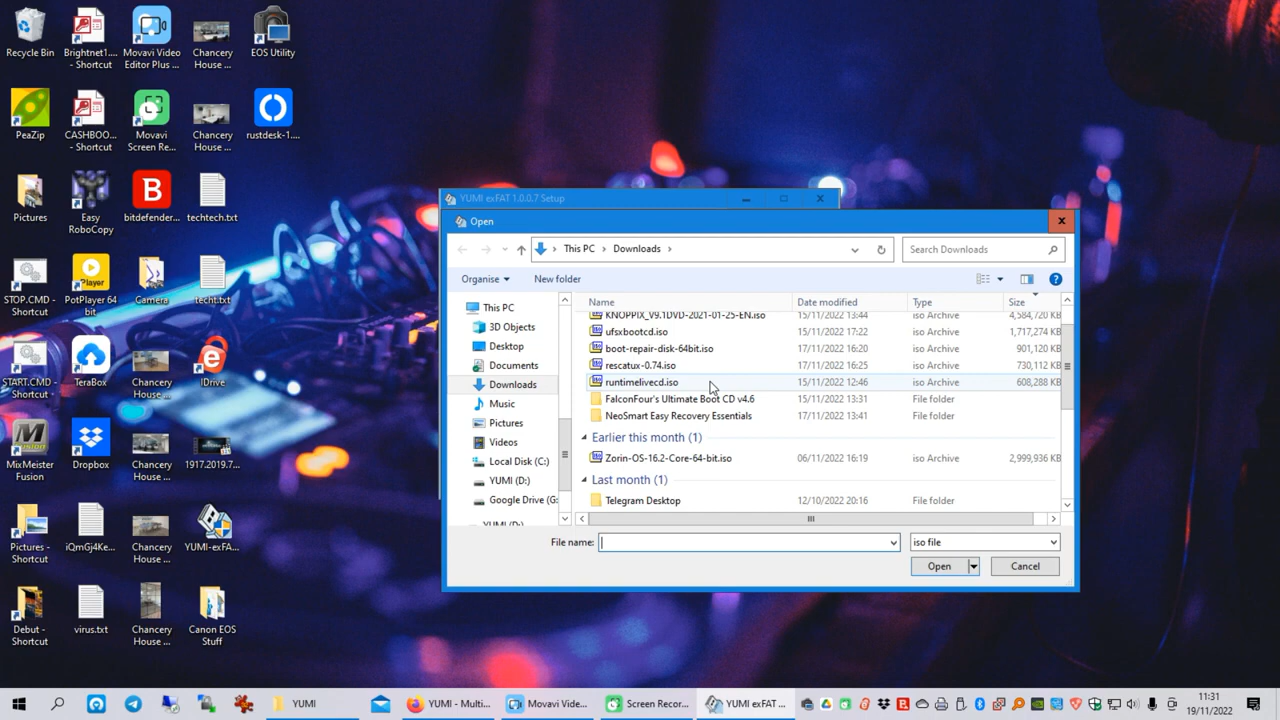 Recycle Bin
Brightnet1....
- Shortcut
Movavi Video
Editor Plus ...
Chancery
House ...
EOS Utility
PeaZip
CASHBOO...
- Shortcut
Movavi
Screen Re...
Chancery
House ...
rustdesk-1....
Pictures
Easy
RoboCopy
bitdefender...
techtech.txt
STOP.CMD -
Shortcut
PotPlayer 64
bit
Camera
techt.txt
START.CMD -
Shortcut
TeraBox
Chancery
House ...
IDrive
MixMeister
Fusion
Dropbox
Chancery
House ...
1917.2019.7...
Pictures -
Shortcut
iQmGj4Ke...
Chancery
House ...
YUMI-exFA...
Debut -
Shortcut
virus.txt
Chancery
House ...
Canon EOS
Stuff
YUMI exFAT 1.0.0.7 Setup
Open
This PC > Downloads >
Search Downloads
Organise
New folder
This PC
3D Objects
Desktop
Documents
Downloads
Music
Pictures
Videos
Local Disk (C:)
YUMI (D:)
Google Drive (G:
YUMI (D:)
Name Date modified Type Size
KNOPPIX_V9.1DVD-2021-01-25-EN.iso 15/11/2022 13:44 iso Archive 4,584,720 KB
ufsxbootcd.iso 15/11/2022 17:22 iso Archive 1,717,274 KB
boot-repair-disk-64bit.iso 17/11/2022 16:20 iso Archive 901,120 KB
rescatux-0.74.iso 17/11/2022 16:25 iso Archive 730,112 KB
runtimelivecd.iso 15/11/2022 12:46 iso Archive 608,288 KB
FalconFour's Ultimate Boot CD v4.6 15/11/2022 13:31 File folder
NeoSmart Easy Recovery Essentials 17/11/2022 13:41 File folder
Earlier this month (1)
Zorin-OS-16.2-Core-64-bit.iso 06/11/2022 16:19 iso Archive 2,999,936 KB
Last month (1)
Telegram Desktop 12/10/2022 20:16 File folder
File name:
iso file
Open
Cancel
YUMI
YUMI - Multi...
Movavi Vide...
Screen Recor...
YUMI exFAT ...
11:31
19/11/2022